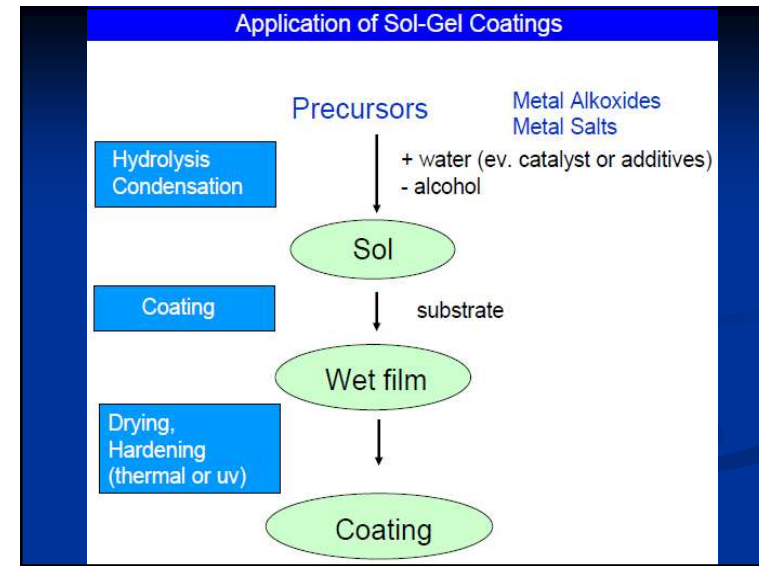 Application of Sol-Gel Coatings
Precursors
Metal Alkoxides
Metal Salts
Hydrolysis
Condensation
+ water (ev. catalyst or additives)
- alcohol
Sol
Coating
substrate
Wet film
Drying,
Hardening
(thermal or uv)
Coating